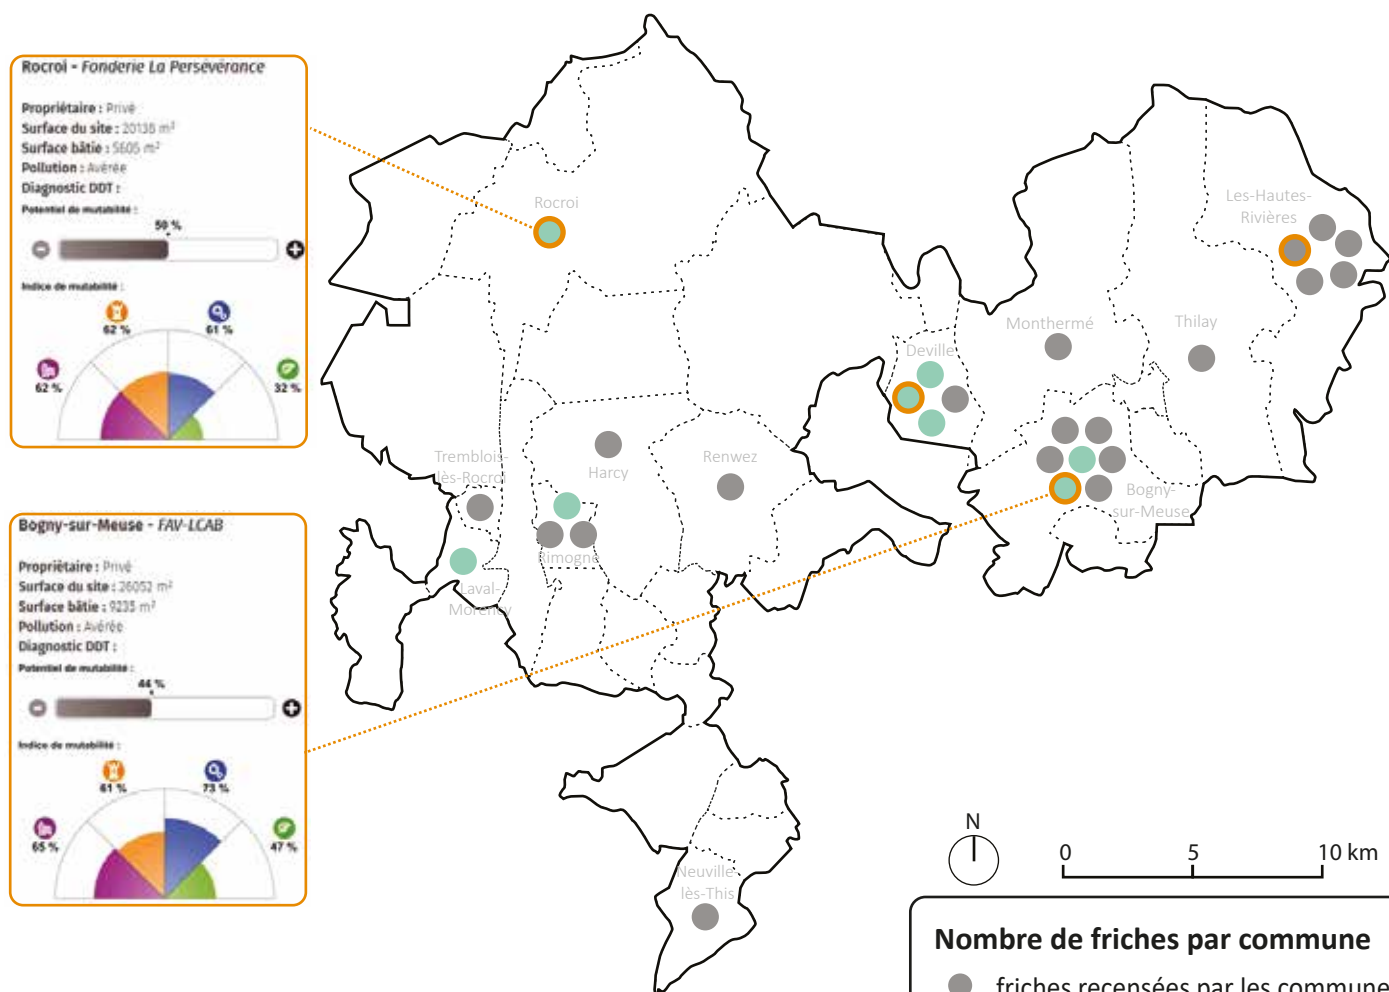 Rocroi - Fonderie La Persévérance
Propriétaire : Privé
Surface du site : 20138 m²
Surface bâtie : 5605 m²
Pollution : Avérée
Diagnostic DDT :
Potentiel de mutabilité :
50 %
Indice de mutabilité :
62 %
61 %
62 %
32 %
Bogny-sur-Meuse - FAV-LCAB
Propriétaire : Privé
Surface du site : 26052 m²
Surface bâtie : 9235 m²
Pollution : Avérée
Diagnostic DDT :
Potentiel de mutabilité :
44 %
Indice de mutabilité :
61 %
73 %
65 %
47 %
Rocroi
Les-Hautes-
Rivières
Monthermé
Thilay
Deville
Tremblois-
lès-Rocroi
Harcy
Renwez
Bogny-
sur-Meuse
Rimogne
Laval-
Morency
Neuville
lès-This
N
0 5 10 km
Nombre de friches par commune
friches recensées par les commune